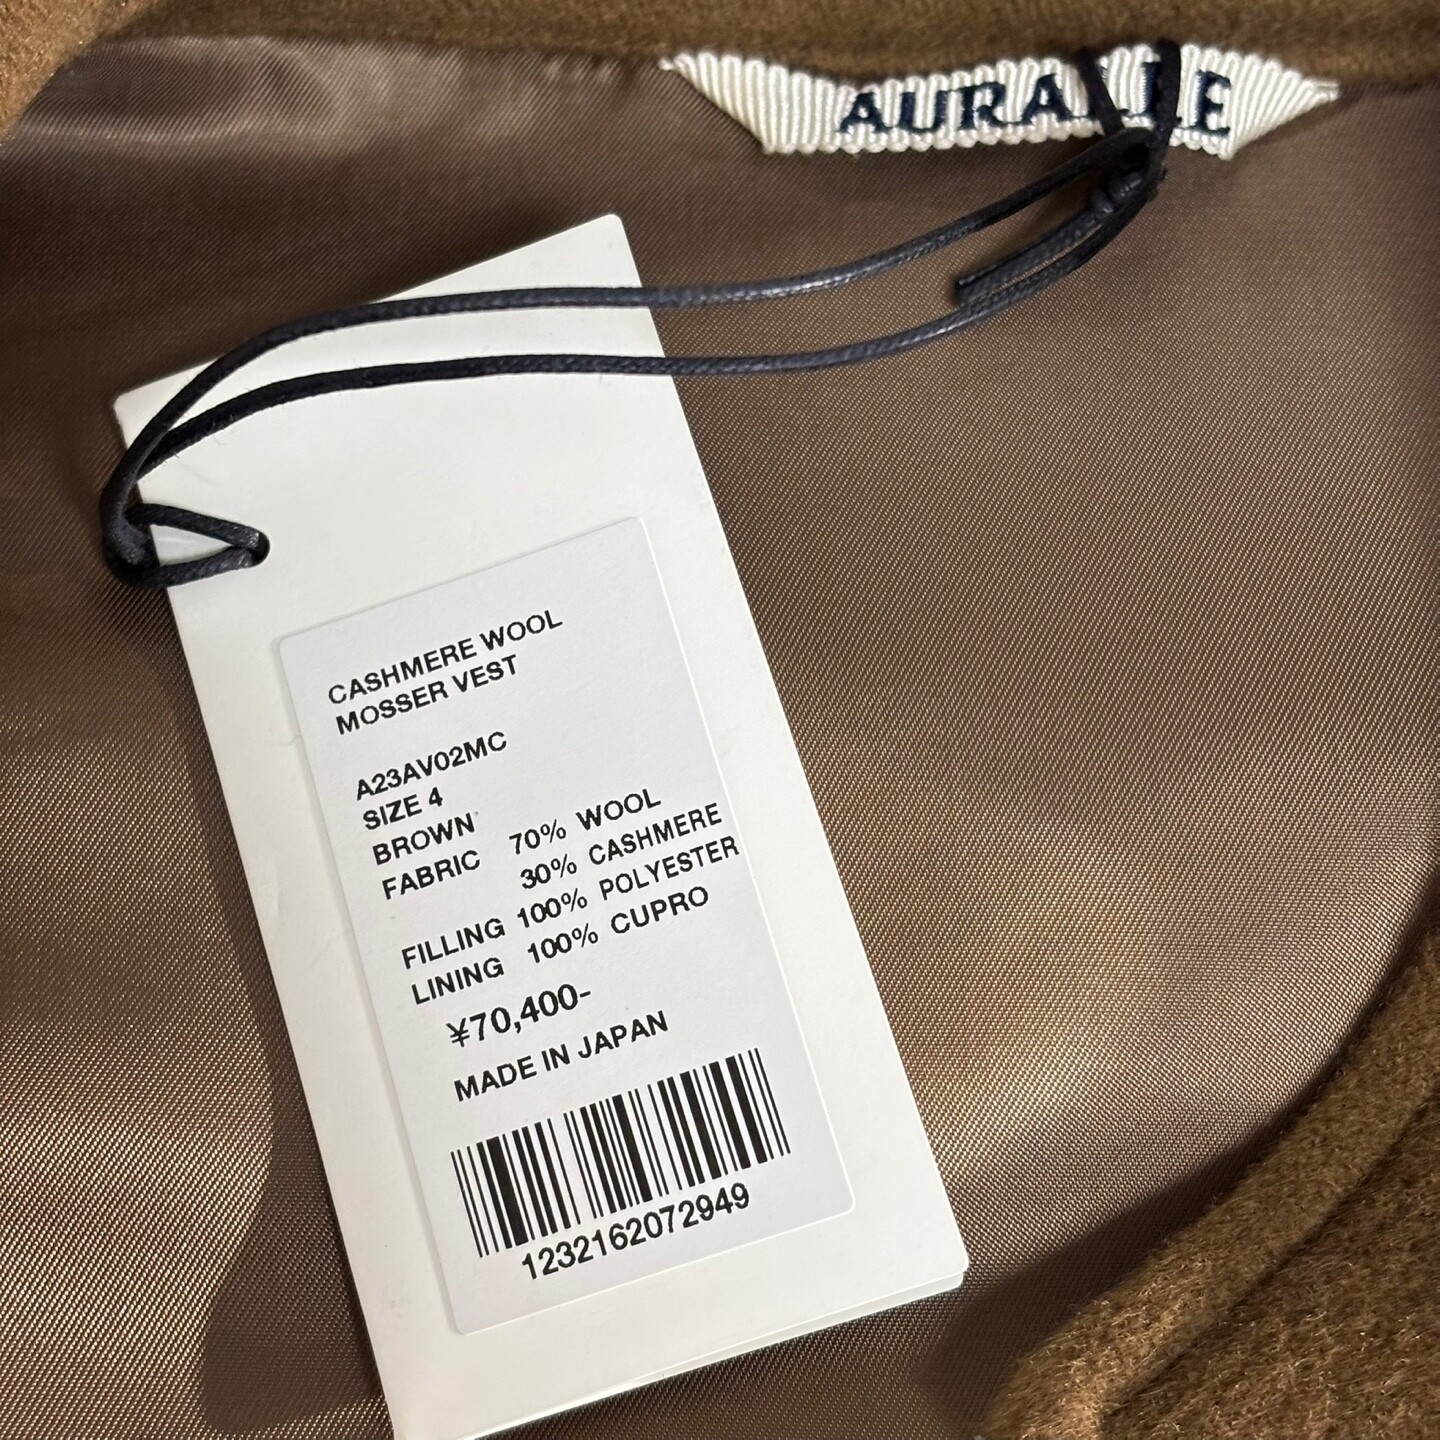 AURALEE
CASHMERE WOOL
MOSSER VEST
A23AV02MC
SIZE 4
BROWN
FABRIC 70% WOOL
30% CASHMERE
FILLING 100% POLYESTER
LINING 100% CUPRO
¥70,400-
MADE IN JAPAN
1232162072949